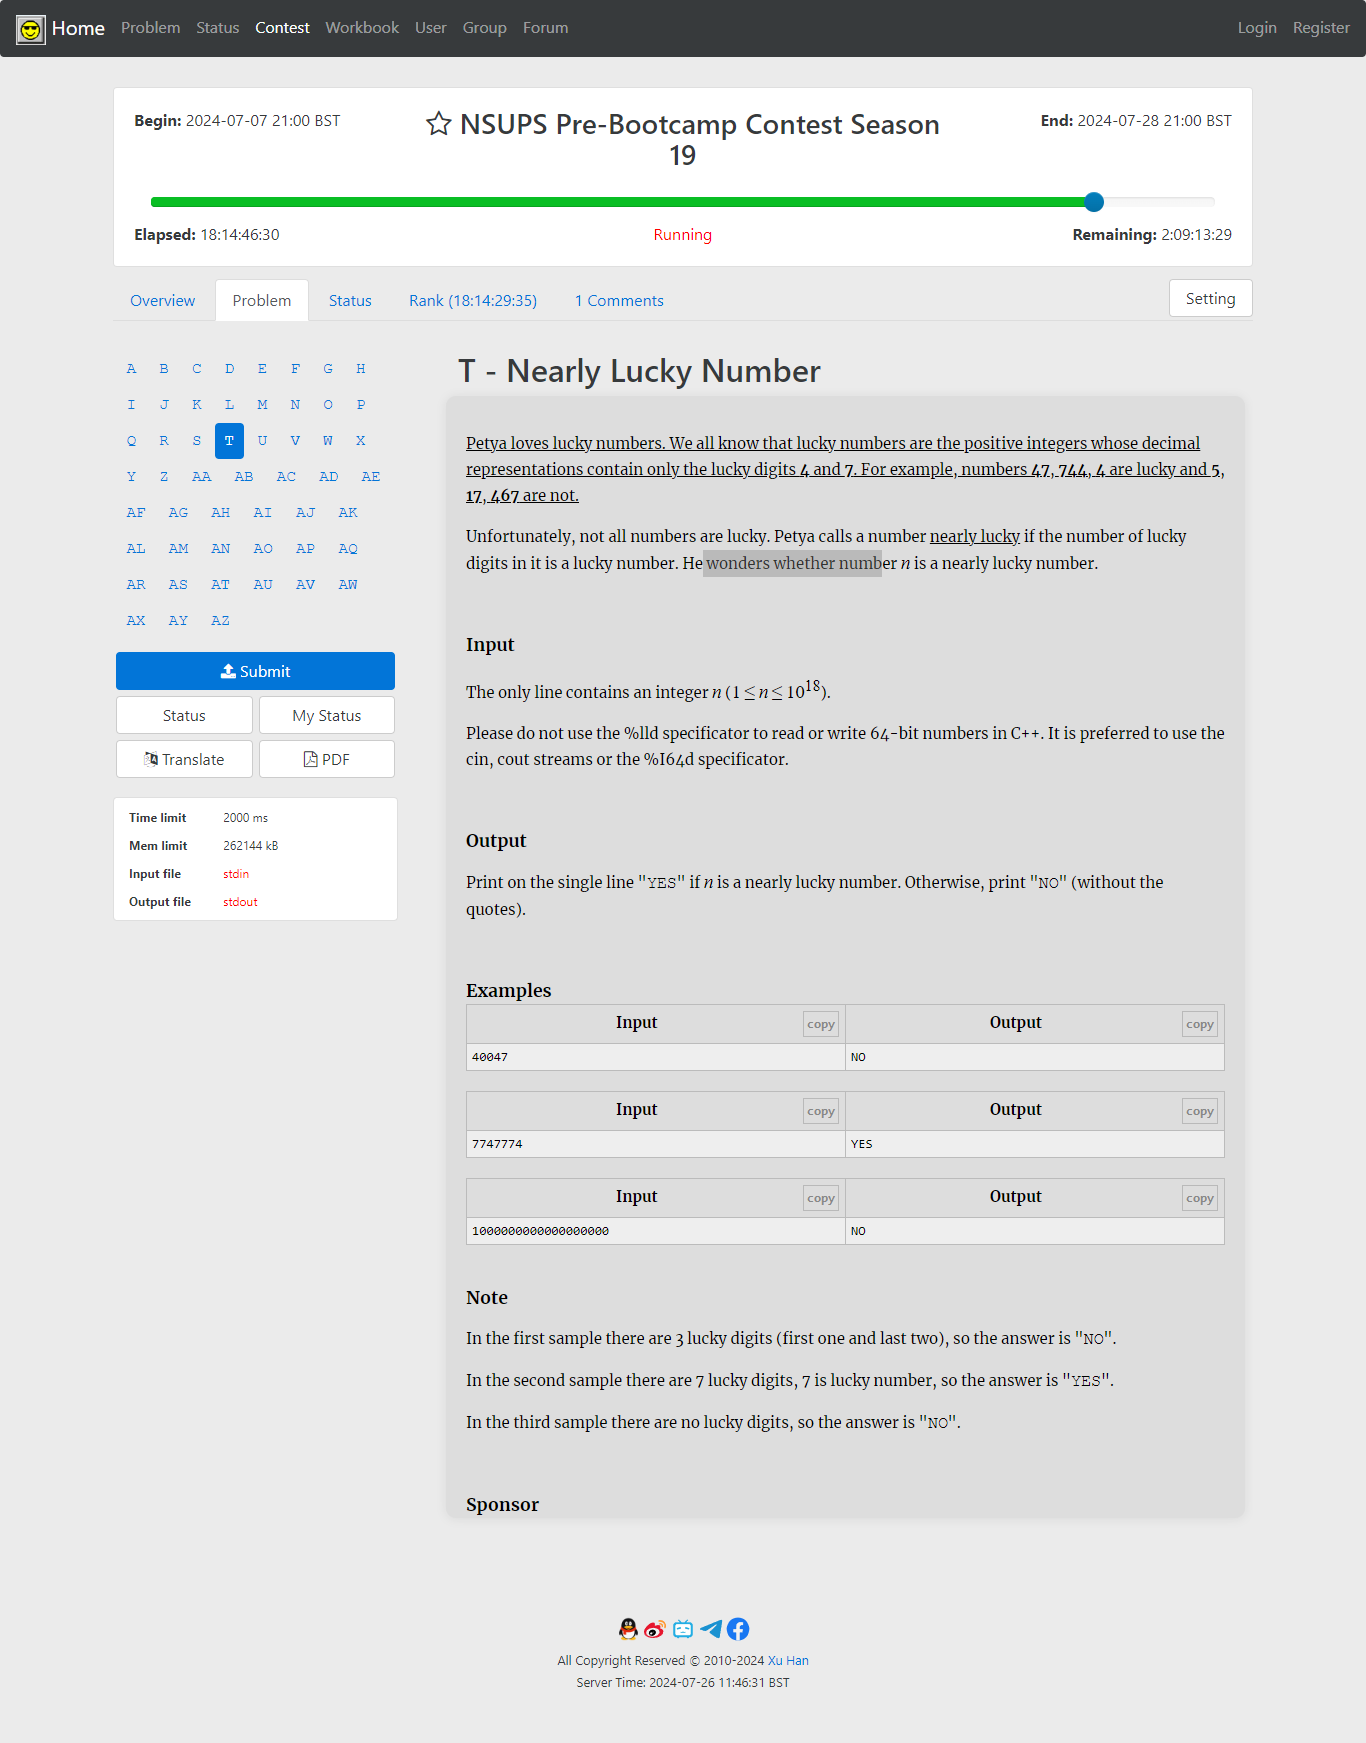 Home Problem Status Contest Workbook User Group Forum Login Register
Begin: 2024-07-07 21:00 BST
NSUPS Pre-Bootcamp Contest Season
19
End: 2024-07-28 21:00 BST
Elapsed: 18:14:46:30
Running
Remaining: 2:09:13:29
Overview Problem Status Rank (18:14:29:35) 1 Comments Setting
A B C D E F G H
I J K L M N O P
Q R S T U V W X
Y Z AA AB AC AD AE
AF AG AH AI AJ AK
AL AM AN AO AP AQ
AR AS AT AU AV AW
AX AY AZ
Submit
Status My Status
Translate PDF
Time limit 2000 ms
Mem limit 262144 kB
Input file stdin
Output file stdout
T - Nearly Lucky Number
Petya loves lucky numbers. We all know that lucky numbers are the positive integers whose decimal
representations contain only the lucky digits 4 and 7. For example, numbers 47, 744, 4 are lucky and 5,
17, 467 are not.
Unfortunately, not all numbers are lucky. Petya calls a number nearly lucky if the number of lucky
digits in it is a lucky number. He wonders whether number n is a nearly lucky number.
Input
The only line contains an integer n (1 ≤ n ≤ 10^18).
Please do not use the %lld specificator to read or write 64-bit numbers in C++. It is preferred to use the
cin, cout streams or the %I64d specificator.
Output
Print on the single line "YES" if n is a nearly lucky number. Otherwise, print "NO" (without the
quotes).
Examples
Input copy Output copy
40047 NO
Input copy Output copy
7747774 YES
Input copy Output copy
1000000000000000000 NO
Note
In the first sample there are 3 lucky digits (first one and last two), so the answer is "NO".
In the second sample there are 7 lucky digits, 7 is lucky number, so the answer is "YES".
In the third sample there are no lucky digits, so the answer is "NO".
Sponsor
All Copyright Reserved © 2010-2024 Xu Han
Server Time: 2024-07-26 11:46:31 BST